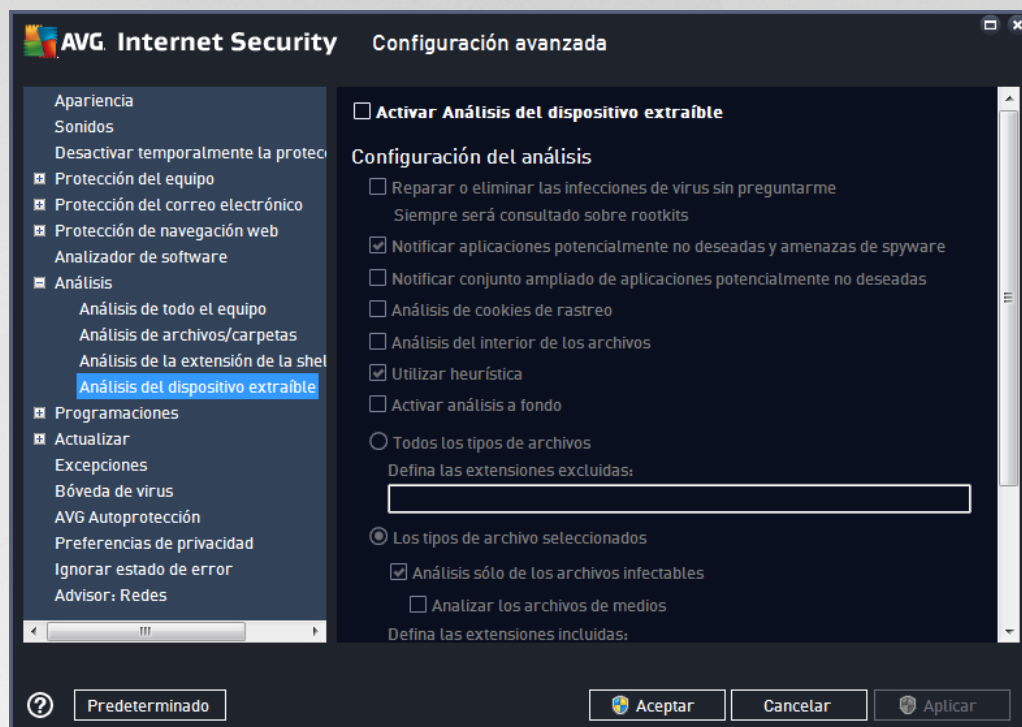 AVG Internet Security
Configuración avanzada
Apariencia
Sonidos
Desactivar temporalmente la protec
Protección del equipo
Protección del correo electrónico
Protección de navegación web
Analizador de software
Análisis
Análisis de todo el equipo
Análisis de archivos/carpetas
Análisis de la extensión de la shel
Análisis del dispositivo extraíble
Programaciones
Actualizar
Excepciones
Bóveda de virus
AVG Autoprotección
Preferencias de privacidad
Ignorar estado de error
Advisor: Redes
Activar Análisis del dispositivo extraíble
Configuración del análisis
Reparar o eliminar las infecciones de virus sin preguntarme
Siempre será consultado sobre rootkits
Notificar aplicaciones potencialmente no deseadas y amenazas de spyware
Notificar conjunto ampliado de aplicaciones potencialmente no deseadas
Análisis de cookies de rastreo
Análisis del interior de los archivos
Utilizar heurística
Activar análisis a fondo
Todos los tipos de archivos
Defina las extensiones excluidas:
Los tipos de archivo seleccionados
Análisis sólo de los archivos infectables
Analizar los archivos de medios
Defina las extensiones incluidas:
Predeterminado
Aceptar
Cancelar
Aplicar